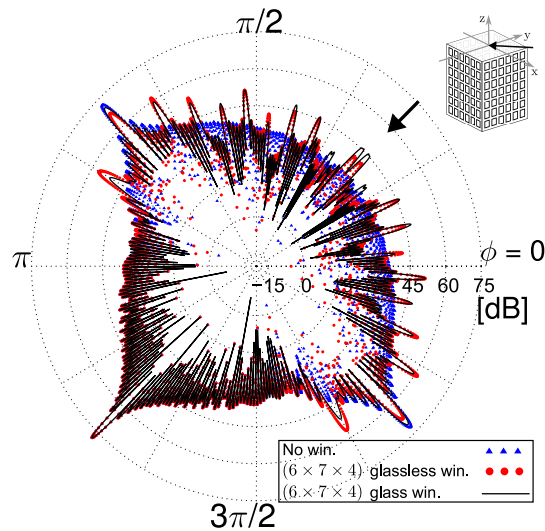 π/2
z
y
x
π
ϕ = 0
−15 0 15 30 45 60 75
[dB]
No win.
(6 × 7 × 4) glassless win.
(6 × 7 × 4) glass win.
3π/2